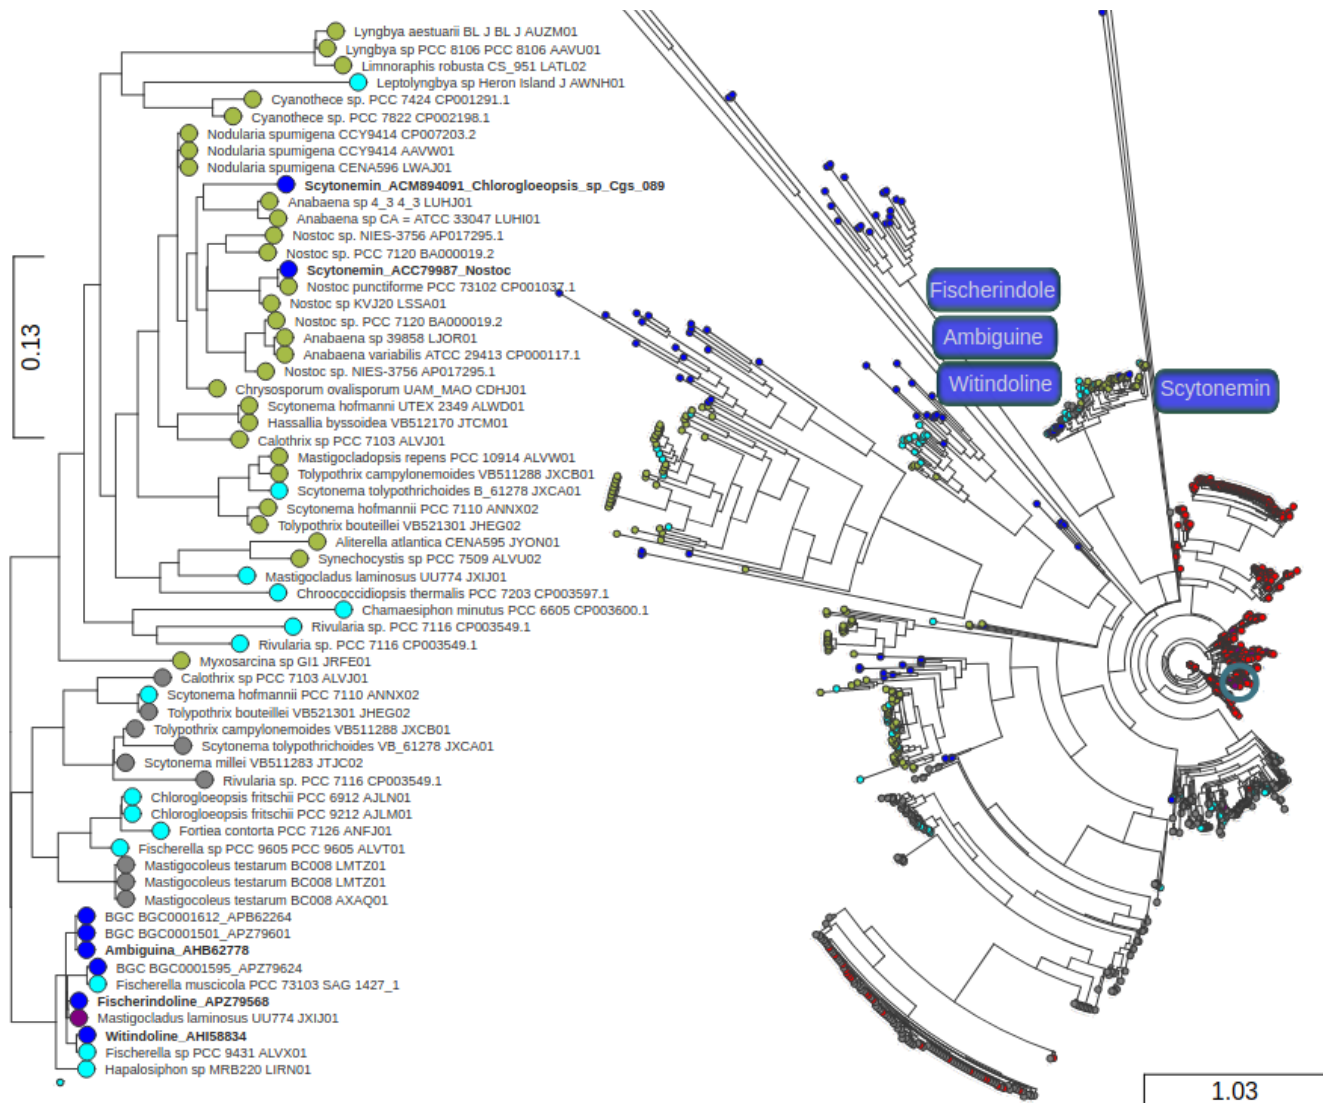 Lyngbya aestuarii BL_J BL_J AUZM01
Lyngbya sp PCC_8106 PCC_8106 AAVU01
Limnoraphis robusta CS_951 LATL02
Leptolyngbya sp Heron Island J AWNH01
Cyanothece sp. PCC 7424 CP001291.1
Cyanothece sp. PCC 7822 CP002198.1
Nodularia spumigena CCY9414 CP007203.2
Nodularia spumigena CCY9414 AAVW01
Nodularia spumigena CENA596 LWAJ01
Scytonemin_ACM894091_Chlorogloeopsis_sp_Cgs_089
Anabaena sp 4_3 4_3 LUHJ01
Anabaena sp CA = ATCC 33047 LUHI01
Nostoc sp. NIES-3756 AP017295.1
Nostoc sp. PCC 7120 BA000019.2
Scytonemin_ACC79987_Nostoc
Nostoc punctiforme PCC 73102 CP001037.1
Nostoc sp KVJ20 LSSA01
Nostoc sp. PCC 7120 BA000019.2
Anabaena sp 39858 LJOR01
Anabaena variabilis ATCC 29413 CP000117.1
Nostoc sp. NIES-3756 AP017295.1
Chrysosporum ovalisporum UAM_MAO CDHJ01
Scytonema hofmanni UTEX 2349 ALWD01
Hassallia byssoidea VB512170 JTCM01
Calothrix sp PCC 7103 ALVJ01
Mastigocladopsis repens PCC 10914 ALVW01
Tolypothrix campylonemoides VB511288 JXCB01
Scytonema tolypothrichoides B_61278 JXCA01
Scytonema hofmannii PCC 7110 ANNX02
Tolypothrix bouteillei VB521301 JHEG02
Aliterella atlantica CENA595 JYON01
Synechocystis sp PCC 7509 ALVU02
Mastigocladus laminosus UU774 JXIJ01
Chroococcidiopsis thermalis PCC 7203 CP003597.1
Chamaesiphon minutus PCC 6605 CP003600.1
Rivularia sp. PCC 7116 CP003549.1
Rivularia sp. PCC 7116 CP003549.1
Myxosarcina sp GI1 JRFE01
Calothrix sp PCC 7103 ALVJ01
Scytonema hofmannii PCC 7110 ANNX02
Tolypothrix bouteillei VB521301 JHEG02
Tolypothrix campylonemoides VB511288 JXCB01
Scytonema tolypothrichoides VB_61278 JXCA01
Scytonema millei VB511283 JTJC02
Rivularia sp. PCC 7116 CP003549.1
Chlorogloeopsis fritschii PCC 6912 AJLN01
Chlorogloeopsis fritschii PCC 9212 AJLM01
Fortiea contorta PCC 7126 ANFJ01
Fischerella sp PCC 9605 PCC 9605 ALVT01
Mastigocoleus testarum BC008 LMTZ01
Mastigocoleus testarum BC008 LMTZ01
Mastigocoleus testarum BC008 AXAQ01
BGC BGC0001612_APB62264
BGC BGC0001501_APZ79601
Ambiguina_AHB62778
BGC BGC0001595_APZ79624
Fischerella muscicola PCC 73103 SAG 1427_1
Fischerindoline_APZ79568
Mastigocladus laminosus UU774 JXIJ01
Witindoline_AHI58834
Fischerella sp PCC 9431 ALVX01
Hapalosiphon sp MRB220 LIRN01
0.13
Fischerindole
Ambiguine
Witindoline
Scytonemin
1.03